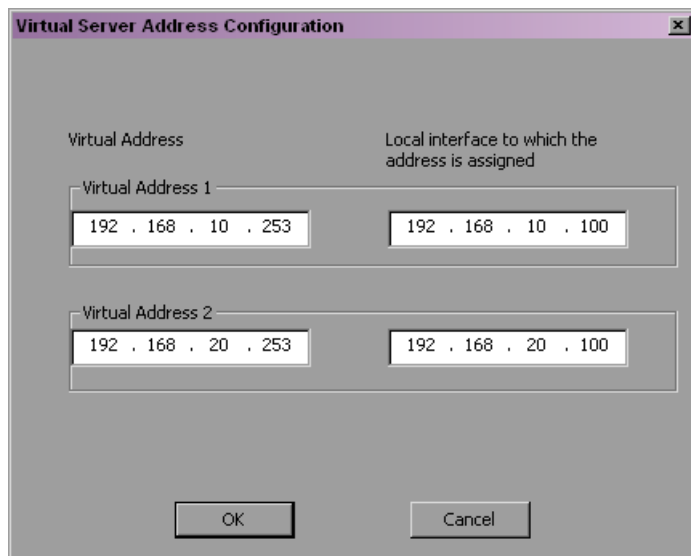 Virtual Server Address Configuration
Virtual Address
Local interface to which the
address is assigned
Virtual Address 1
192 . 168 . 10 . 253
192 . 168 . 10 . 100
Virtual Address 2
192 . 168 . 20 . 253
192 . 168 . 20 . 100
OK
Cancel